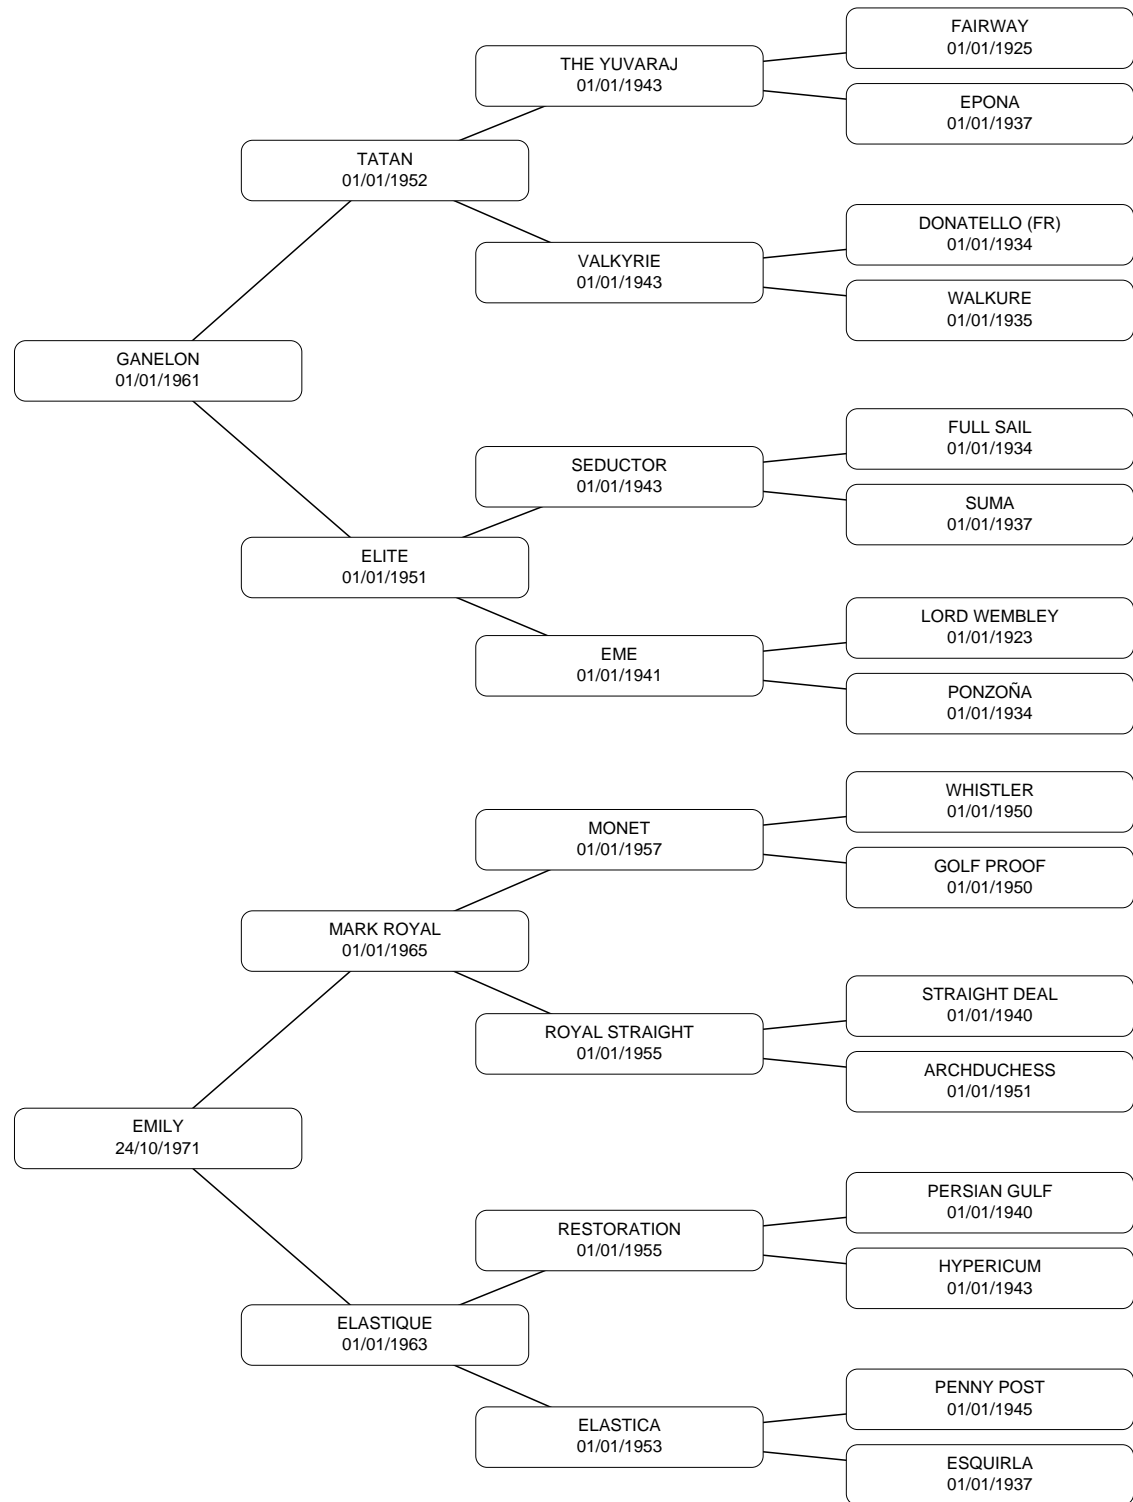 FAIRWAY
01/01/1925
THE YUVARAJ
01/01/1943
EPONA
01/01/1937
TATAN
01/01/1952
DONATELLO (FR)
01/01/1934
VALKYRIE
01/01/1943
WALKURE
01/01/1935
GANELON
01/01/1961
FULL SAIL
01/01/1934
SEDUCTOR
01/01/1943
SUMA
01/01/1937
ELITE
01/01/1951
LORD WEMBLEY
01/01/1923
EME
01/01/1941
PONZOÑA
01/01/1934
WHISTLER
01/01/1950
MONET
01/01/1957
GOLF PROOF
01/01/1950
MARK ROYAL
01/01/1965
STRAIGHT DEAL
01/01/1940
ROYAL STRAIGHT
01/01/1955
ARCHDUCHESS
01/01/1951
EMILY
24/10/1971
PERSIAN GULF
01/01/1940
RESTORATION
01/01/1955
HYPERICUM
01/01/1943
ELASTIQUE
01/01/1963
PENNY POST
01/01/1945
ELASTICA
01/01/1953
ESQUIRLA
01/01/1937